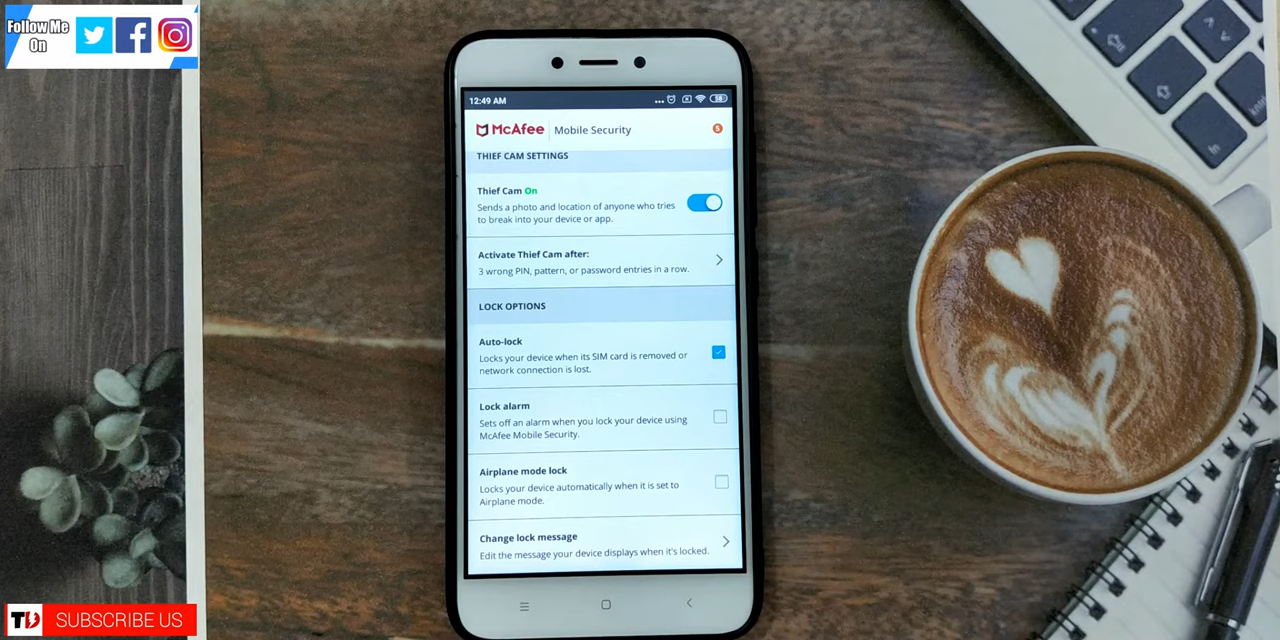 Follow Me
On
12:49 AM
McAfee | Mobile Security
THIEF CAM SETTINGS
Thief Cam On
Sends a photo and location of anyone who tries
to break into your device or app.
Activate Thief Cam after:
3 wrong PIN, pattern, or password entries in a row.
LOCK OPTIONS
Auto-lock
Locks your device when its SIM card is removed or
network connection is lost.
Lock alarm
Sets off an alarm when you lock your device using
McAfee Mobile Security.
Airplane mode lock
Locks your device automatically when it is set to
Airplane mode.
Change lock message
Edit the message your device displays when it's locked.
fn
SUBSCRIBE US